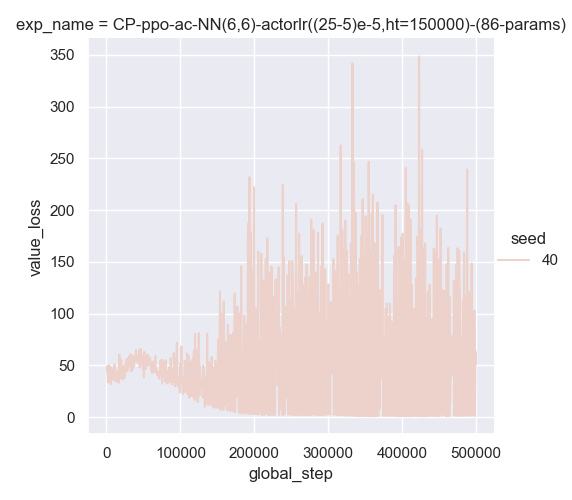 exp_name = CP-ppo-ac-NN(6,6)-actorlr((25-5)e-5,ht=150000)-(86-params)
350
300
250
200
150
100
50
0
value_loss
0 100000 200000 300000 400000 500000
global_step
seed
40